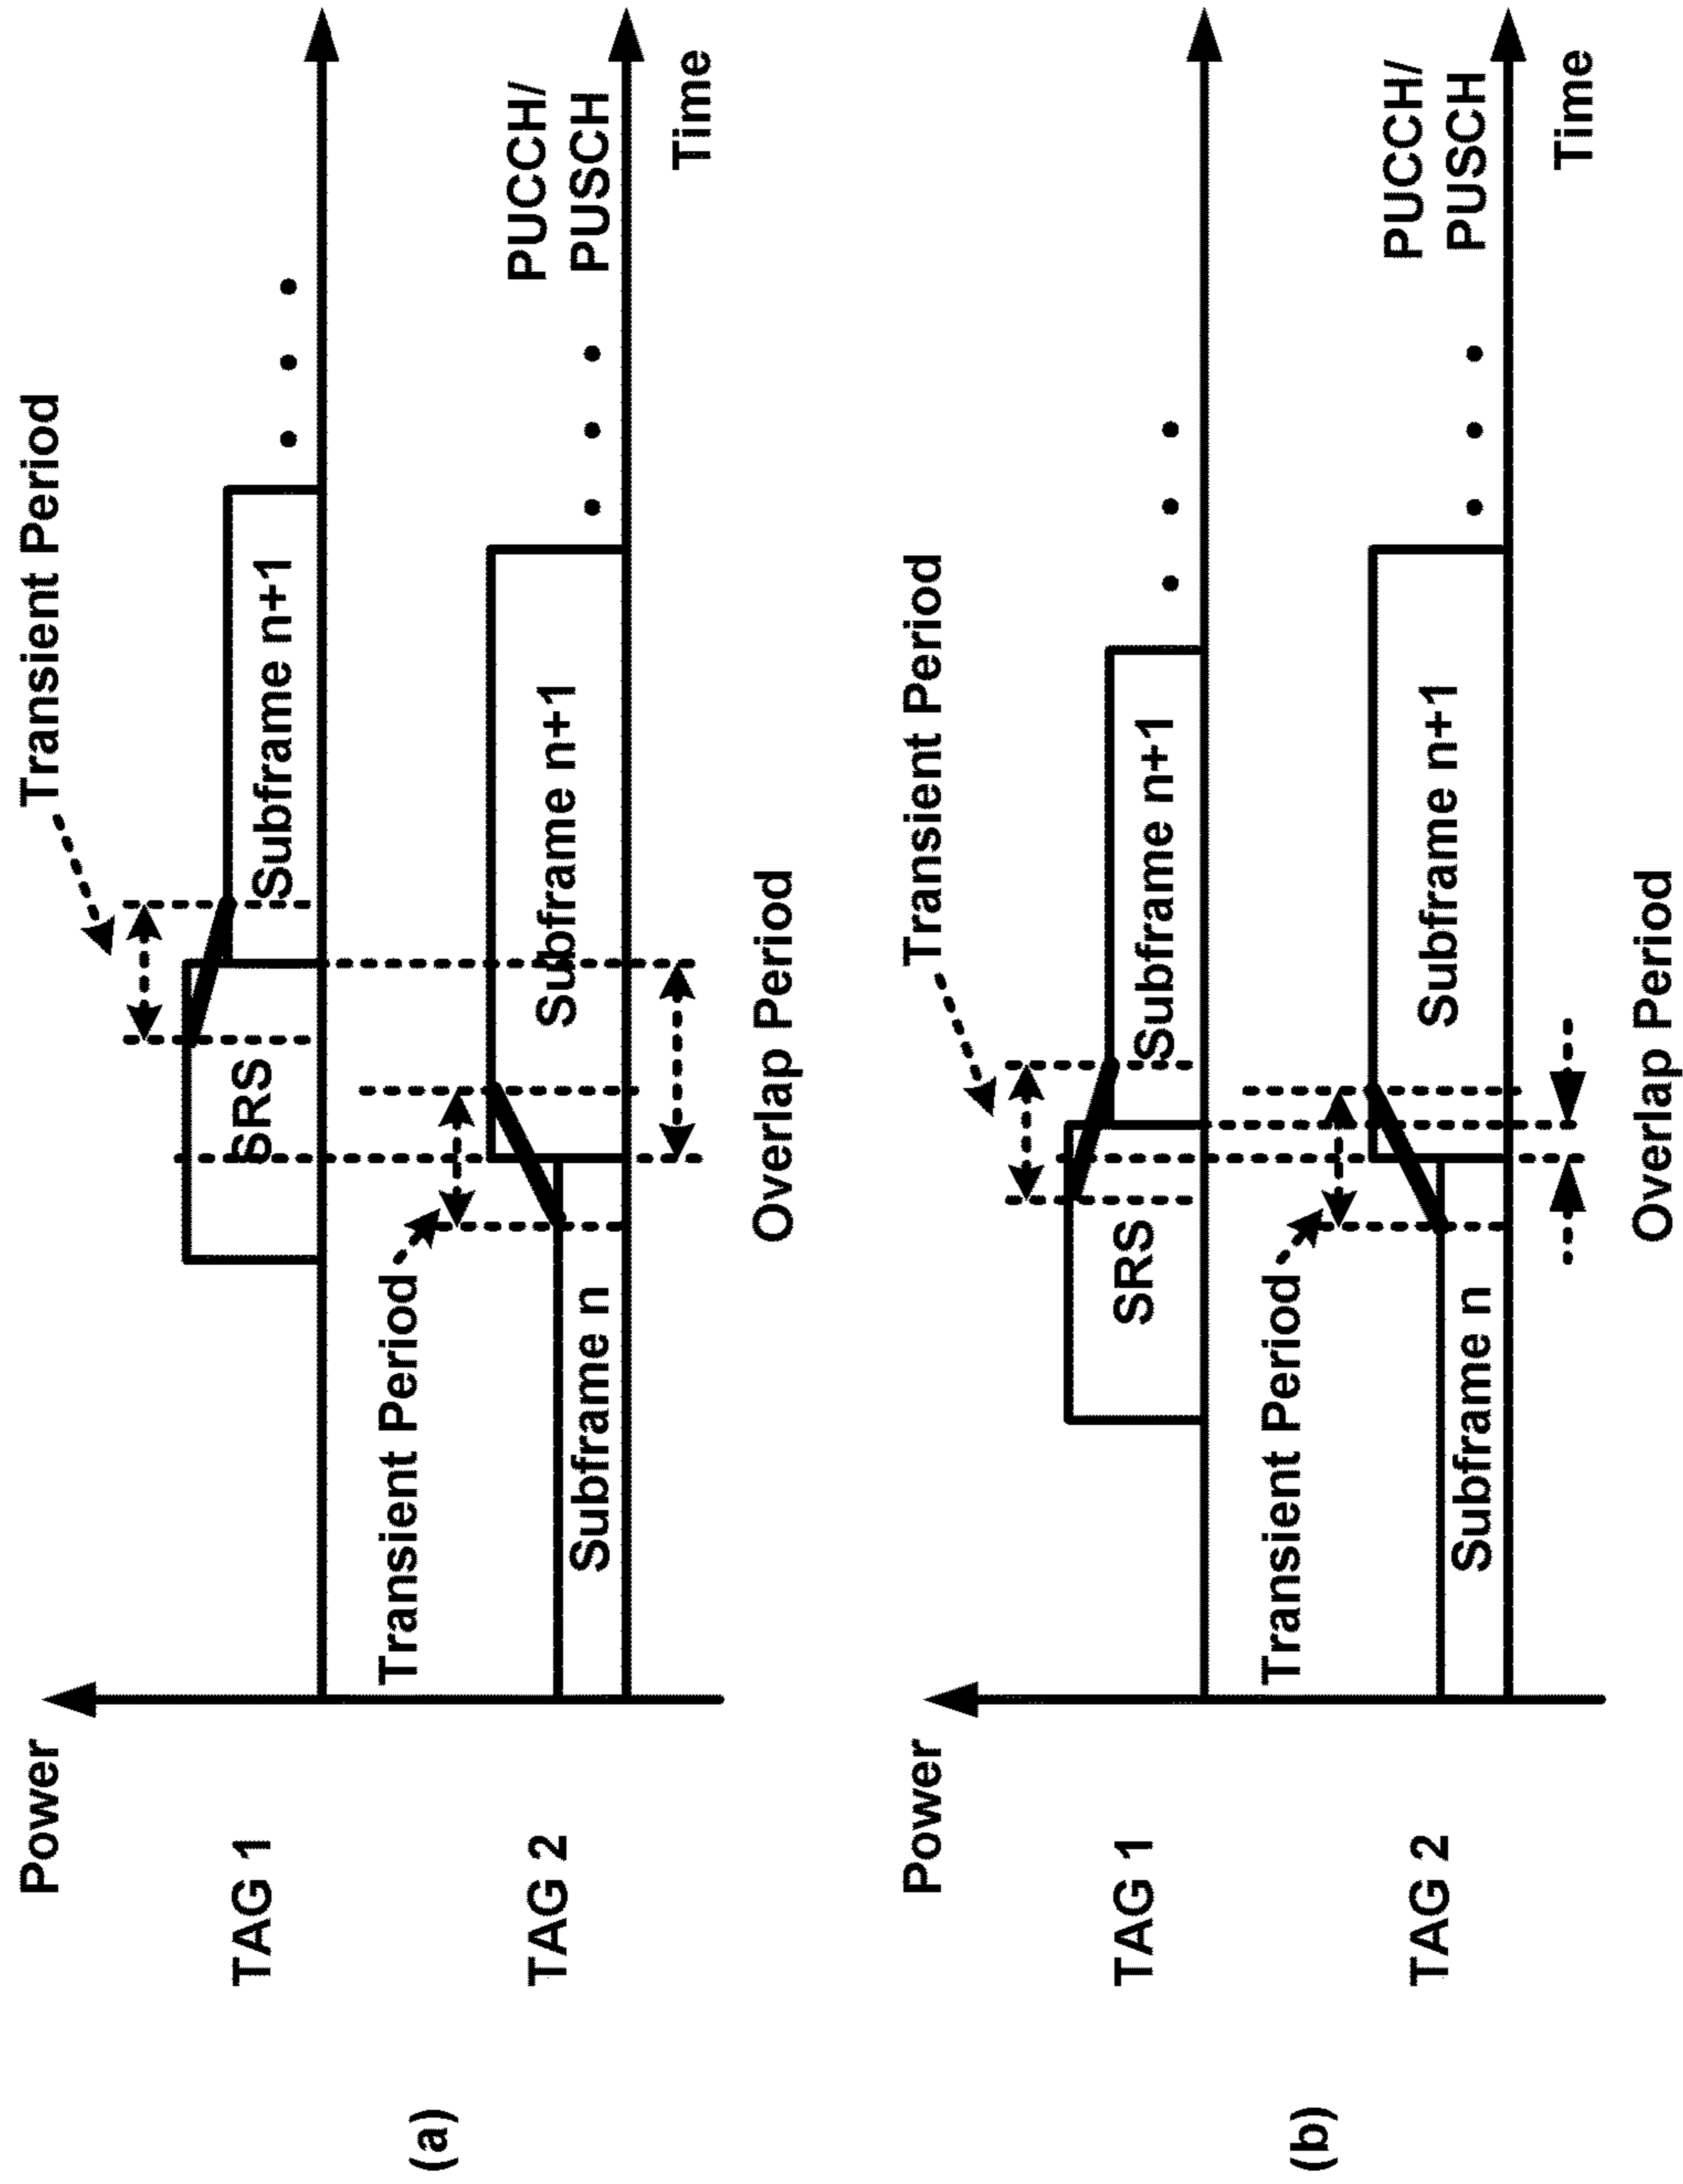 Power
Transient Period
TAG 1
SRS
Subframe n+1
Transient Period
PUCCH/
PUSCH
TAG 2
Subframe n
Subframe n+1
Time
Overlap Period
(a)
Power
Transient Period
TAG 1
SRS
Subframe n+1
Transient Period
PUCCH/
PUSCH
TAG 2
Subframe n
Subframe n+1
Time
Overlap Period
(b)